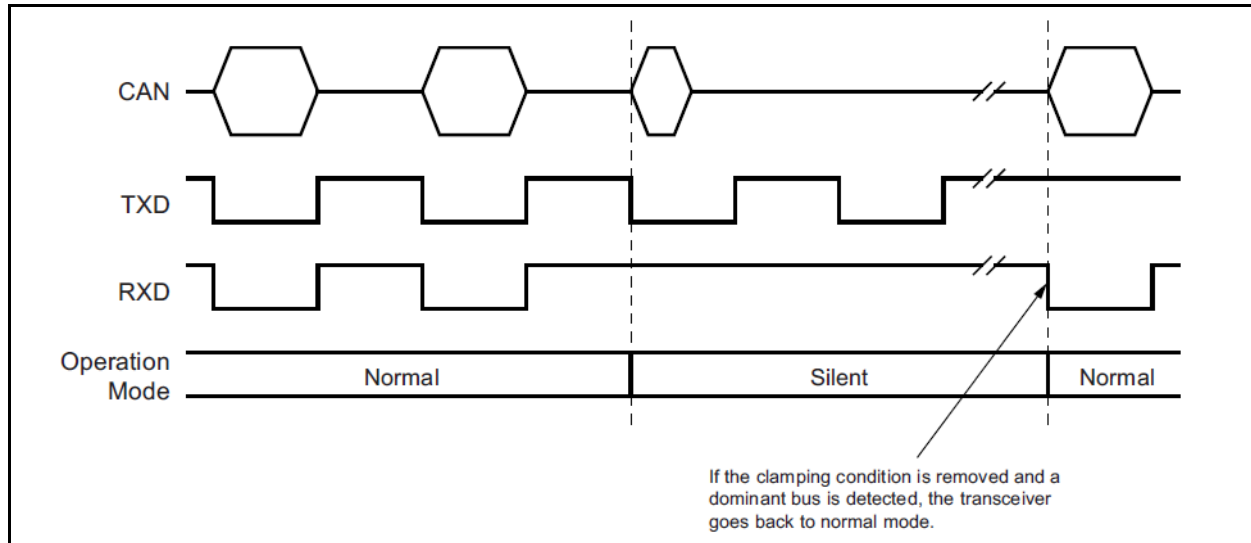 CAN
TXD
RXD
Operation
Mode
Normal
Silent
Normal
If the clamping condition is removed and a
dominant bus is detected, the transceiver
goes back to normal mode.